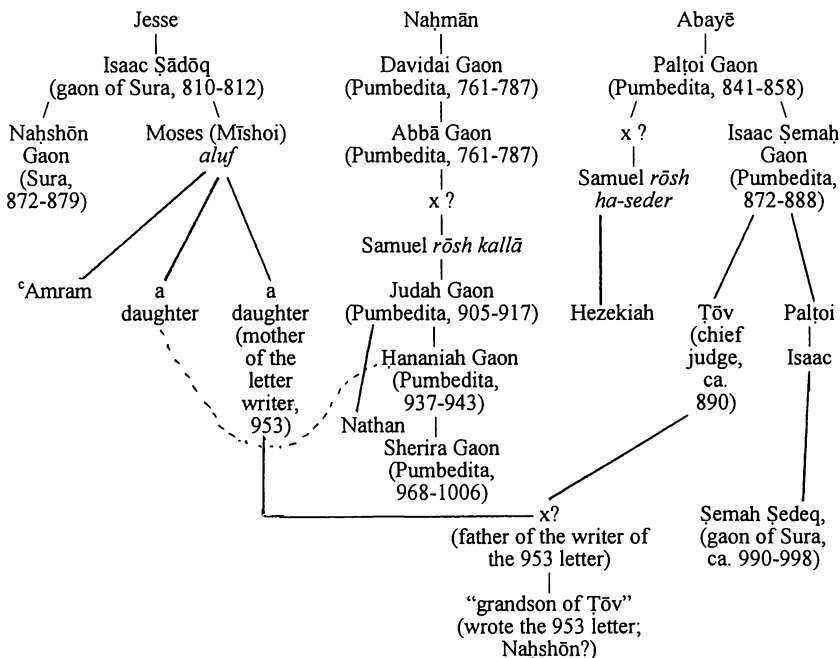 Jesse
Isaac Ṣādōq
(gaon of Sura, 810-812)
Naḥshōn
Gaon
(Sura,
872-879)
Moses (Mīshoi)
aluf
ᶜAmram
a
daughter
a
daughter
(mother
of the
letter
writer,
953)
Naḥmān
Davidai Gaon
(Pumbedita, 761-787)
Abbā Gaon
(Pumbedita, 761-787)
x ?
Samuel rōsh kallā
Judah Gaon
(Pumbedita, 905-917)
Ḥananiah Gaon
(Pumbedita,
937-943)
Nathan
Sherira Gaon
(Pumbedita,
968-1006)
Abayē
Palṭoi Gaon
(Pumbedita, 841-858)
x ?
Samuel rōsh
ha-seder
Hezekiah
Isaac Ṣemaḥ
Gaon
(Pumbedita,
872-888)
Ṭōv
(chief
judge,
ca.
890)
Palṭoi
Isaac
Ṣemaḥ Ṣedeq,
(gaon of Sura,
ca. 990-998)
x?
(father of the writer of
the 953 letter)
“grandson of Ṭōv”
(wrote the 953 letter;
Naḥshōn?)